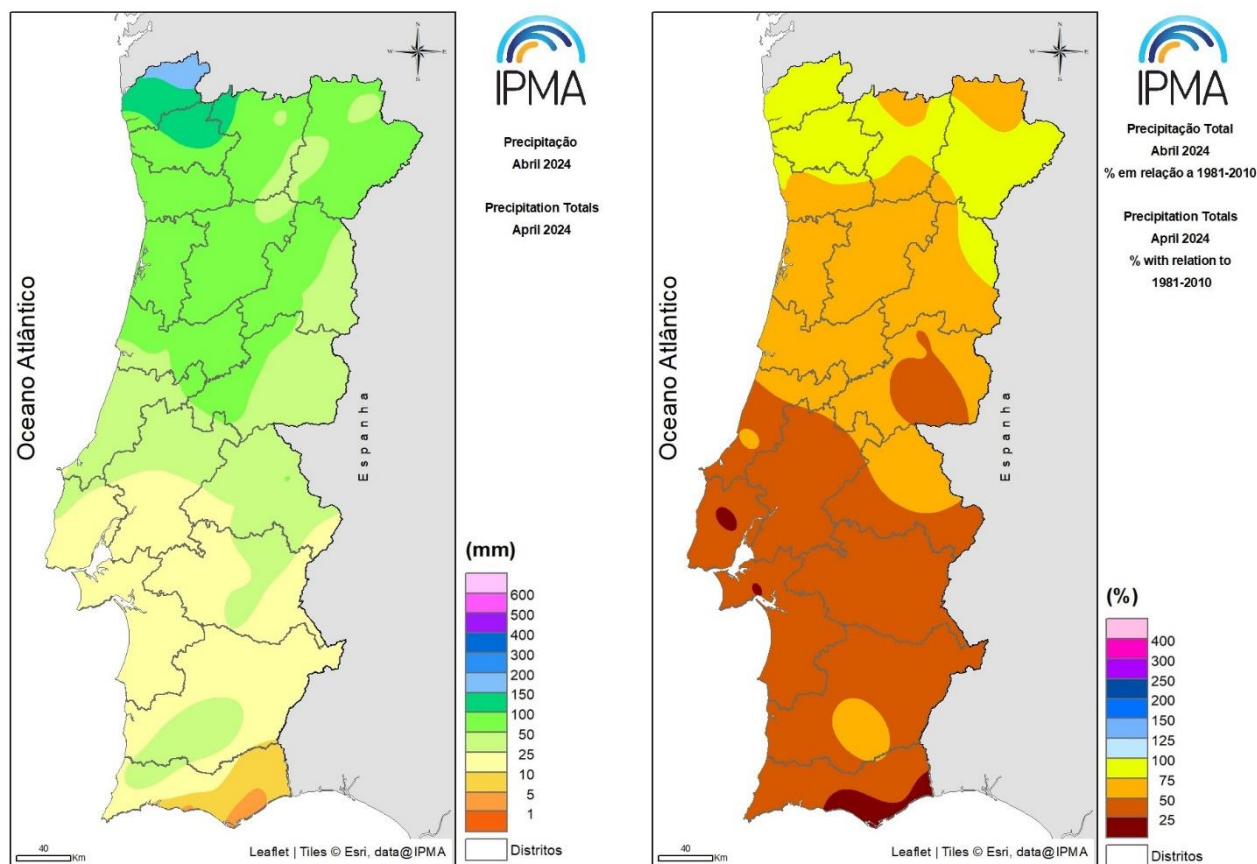 Oceano Atlântico
Espanha
N
S
E
W
IPMA
Precipitação
Abril 2024
Precipitation Totals
April 2024
(mm)
600
500
400
300
200
150
100
50
25
10
5
1
Distritos
40
Km
Leaflet | Tiles © Esri, data@IPMA
Oceano Atlântico
Espanha
N
S
E
W
IPMA
Precipitação Total
Abril 2024
% em relação a 1981-2010
Precipitation Totals
April 2024
% with relation to
1981-2010
(%)
400
300
250
200
150
125
100
75
50
25
Distritos
40
Km
Leaflet | Tiles © Esri, data@IPMA